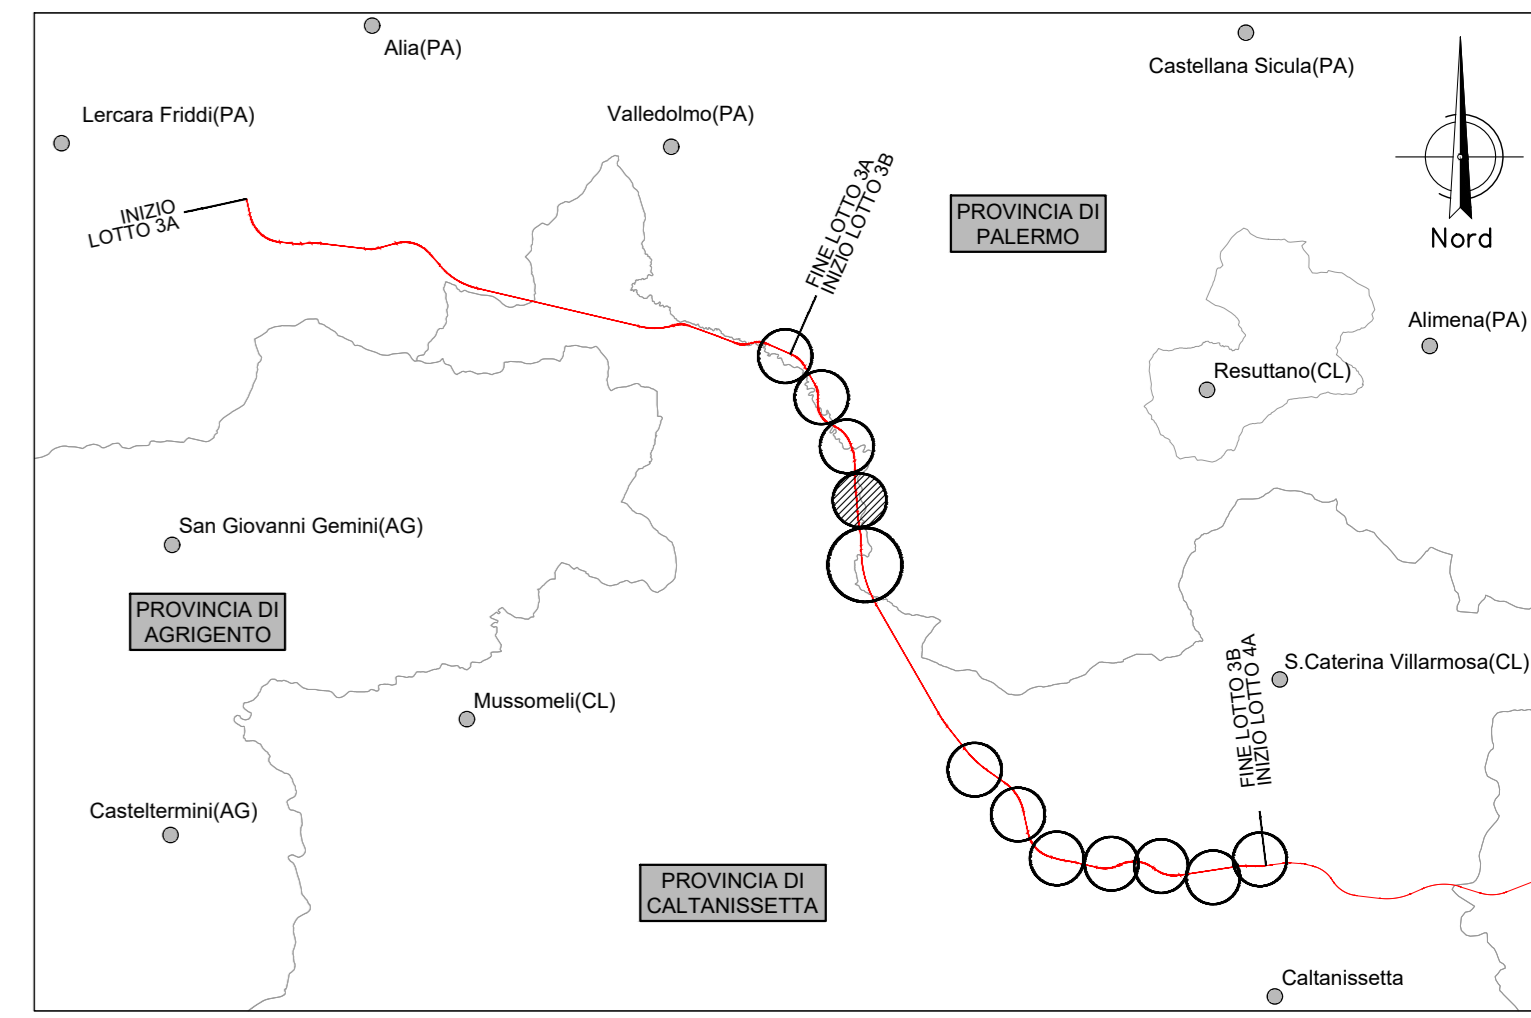 Alia(PA)
Castellana Sicula(PA)
Lercara Friddi(PA)
Valledolmo(PA)
INIZIO
LOTTO 3A
FINE LOTTO 3A
INIZIO LOTTO 3B
PROVINCIA DI
PALERMO
Nord
Alimena(PA)
Resuttano(CL)
San Giovanni Gemini(AG)
PROVINCIA DI
AGRIGENTO
FINE LOTTO 3B
INIZIO LOTTO 4A
S.Caterina Villarmosa(CL)
Mussomeli(CL)
Casteltermini(AG)
PROVINCIA DI
CALTANISSETTA
Caltanissetta